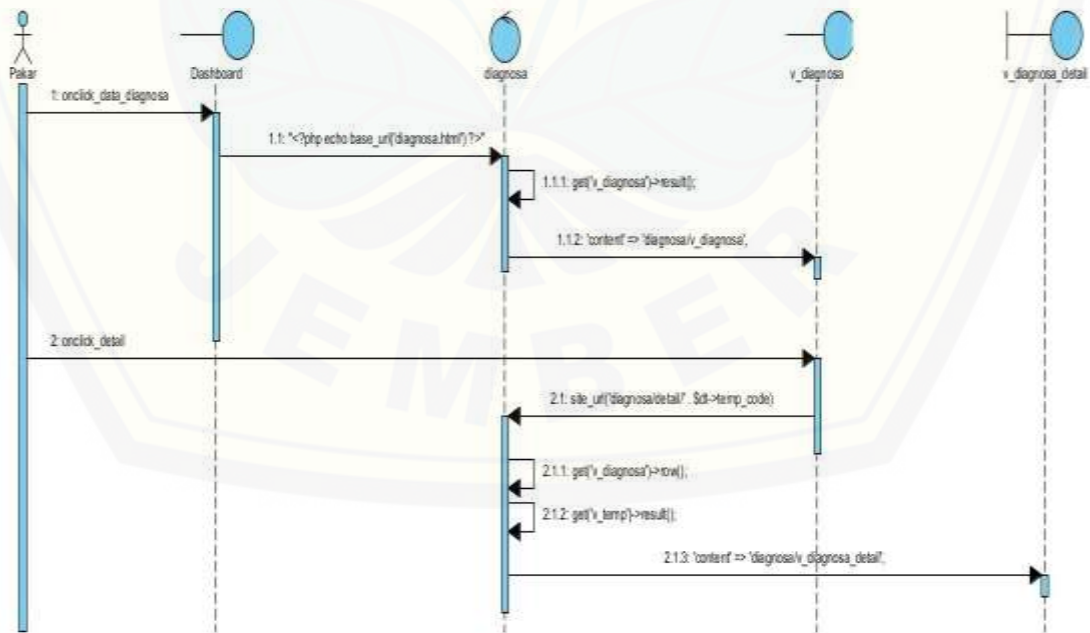 Pakar
Dashboard
diagnosa
v_diagnosa
v_diagnosa_detail
1: onclick_data_diagnosa
1.1: "<?php echo base_url('diagnosa.html') ?>"
1.1.1: get('v_diagnosa')->result();
1.1.2: 'content' => 'diagnosa/v_diagnosa',
JEMBER
2: onclick_detail
2.1: site_url('diagnosa/detail/' . $dt->temp_code)
2.1.1: get('v_diagnosa')->row();
2.1.2: get('v_temp')->result();
2.1.3: 'content' => 'diagnosa/v_diagnosa_detail',